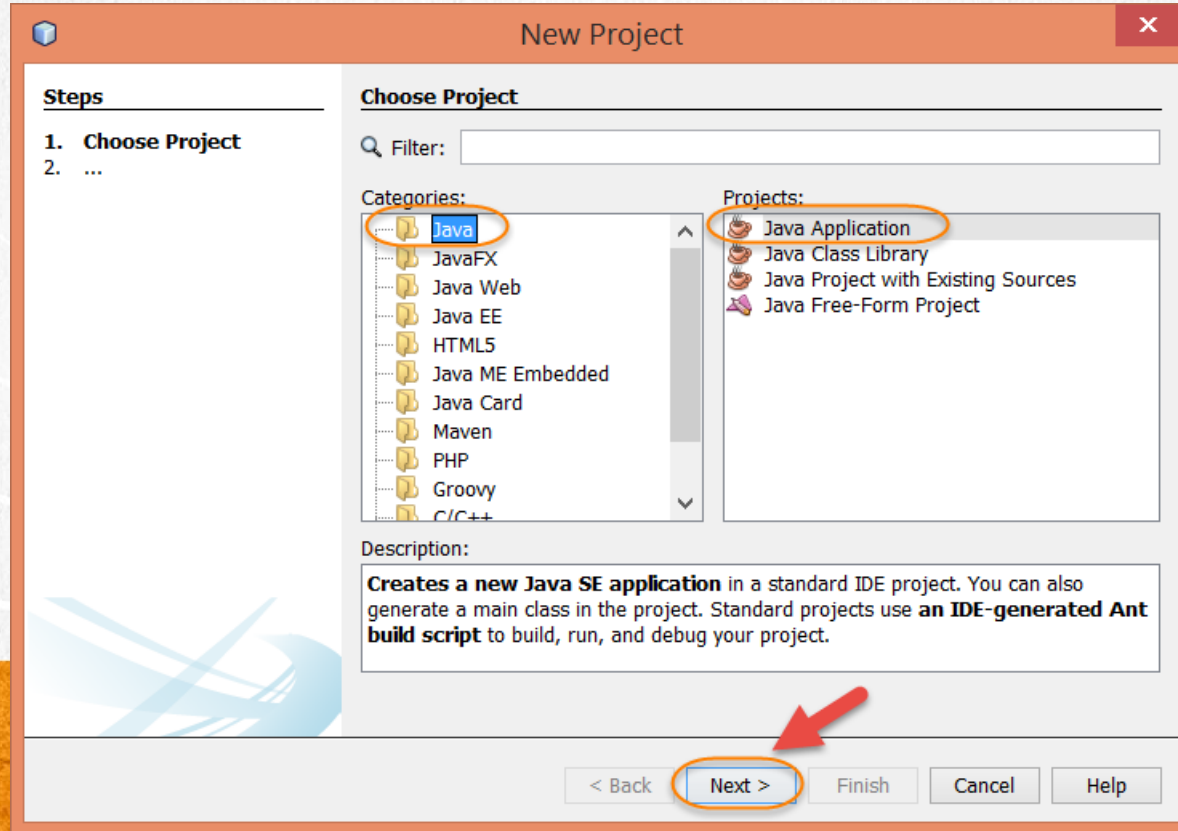 New Project
Steps
1. Choose Project
2. ...
Choose Project
Filter:
Categories:
Java
JavaFX
Java Web
Java EE
HTML5
Java ME Embedded
Java Card
Maven
PHP
Groovy
C/C++
Projects:
Java Application
Java Class Library
Java Project with Existing Sources
Java Free-Form Project
Description:
Creates a new Java SE application in a standard IDE project. You can also
generate a main class in the project. Standard projects use an IDE-generated Ant
build script to build, run, and debug your project.
< Back Next > Finish Cancel Help